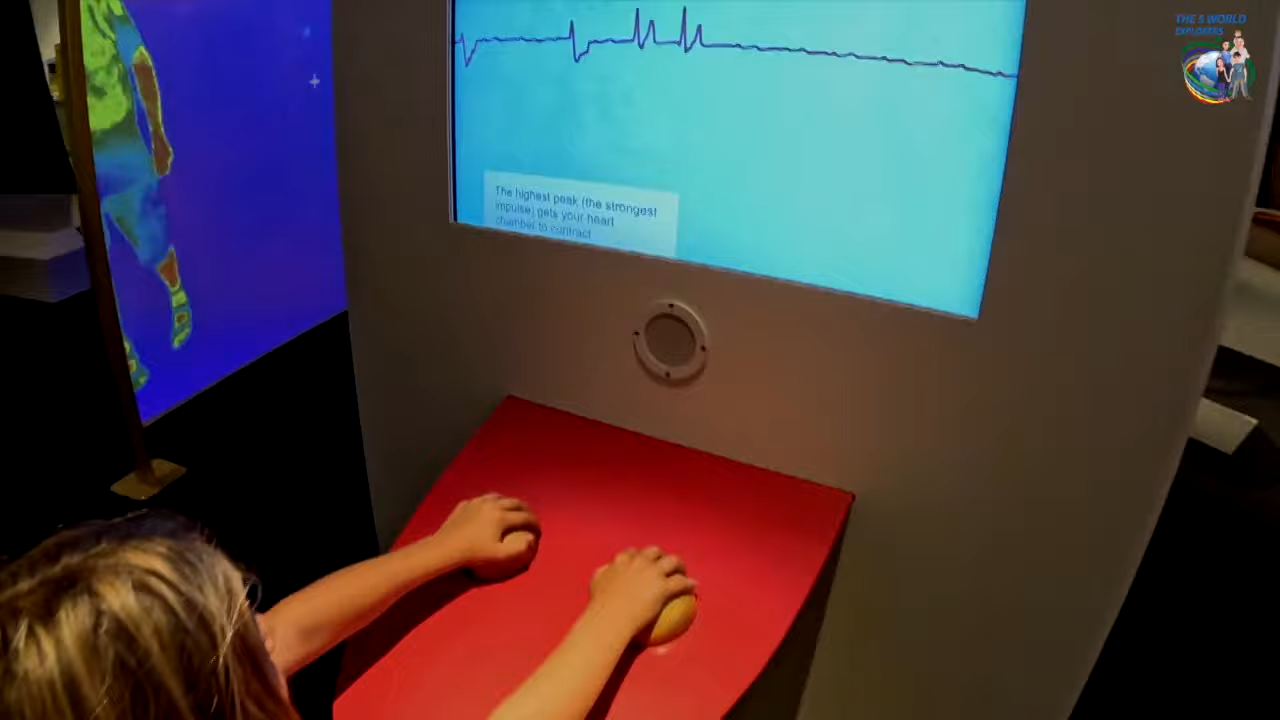 THE 5 WORLD
EXPLORERS
The highest peak (the strongest
impulse) gets your heart
chamber to contract